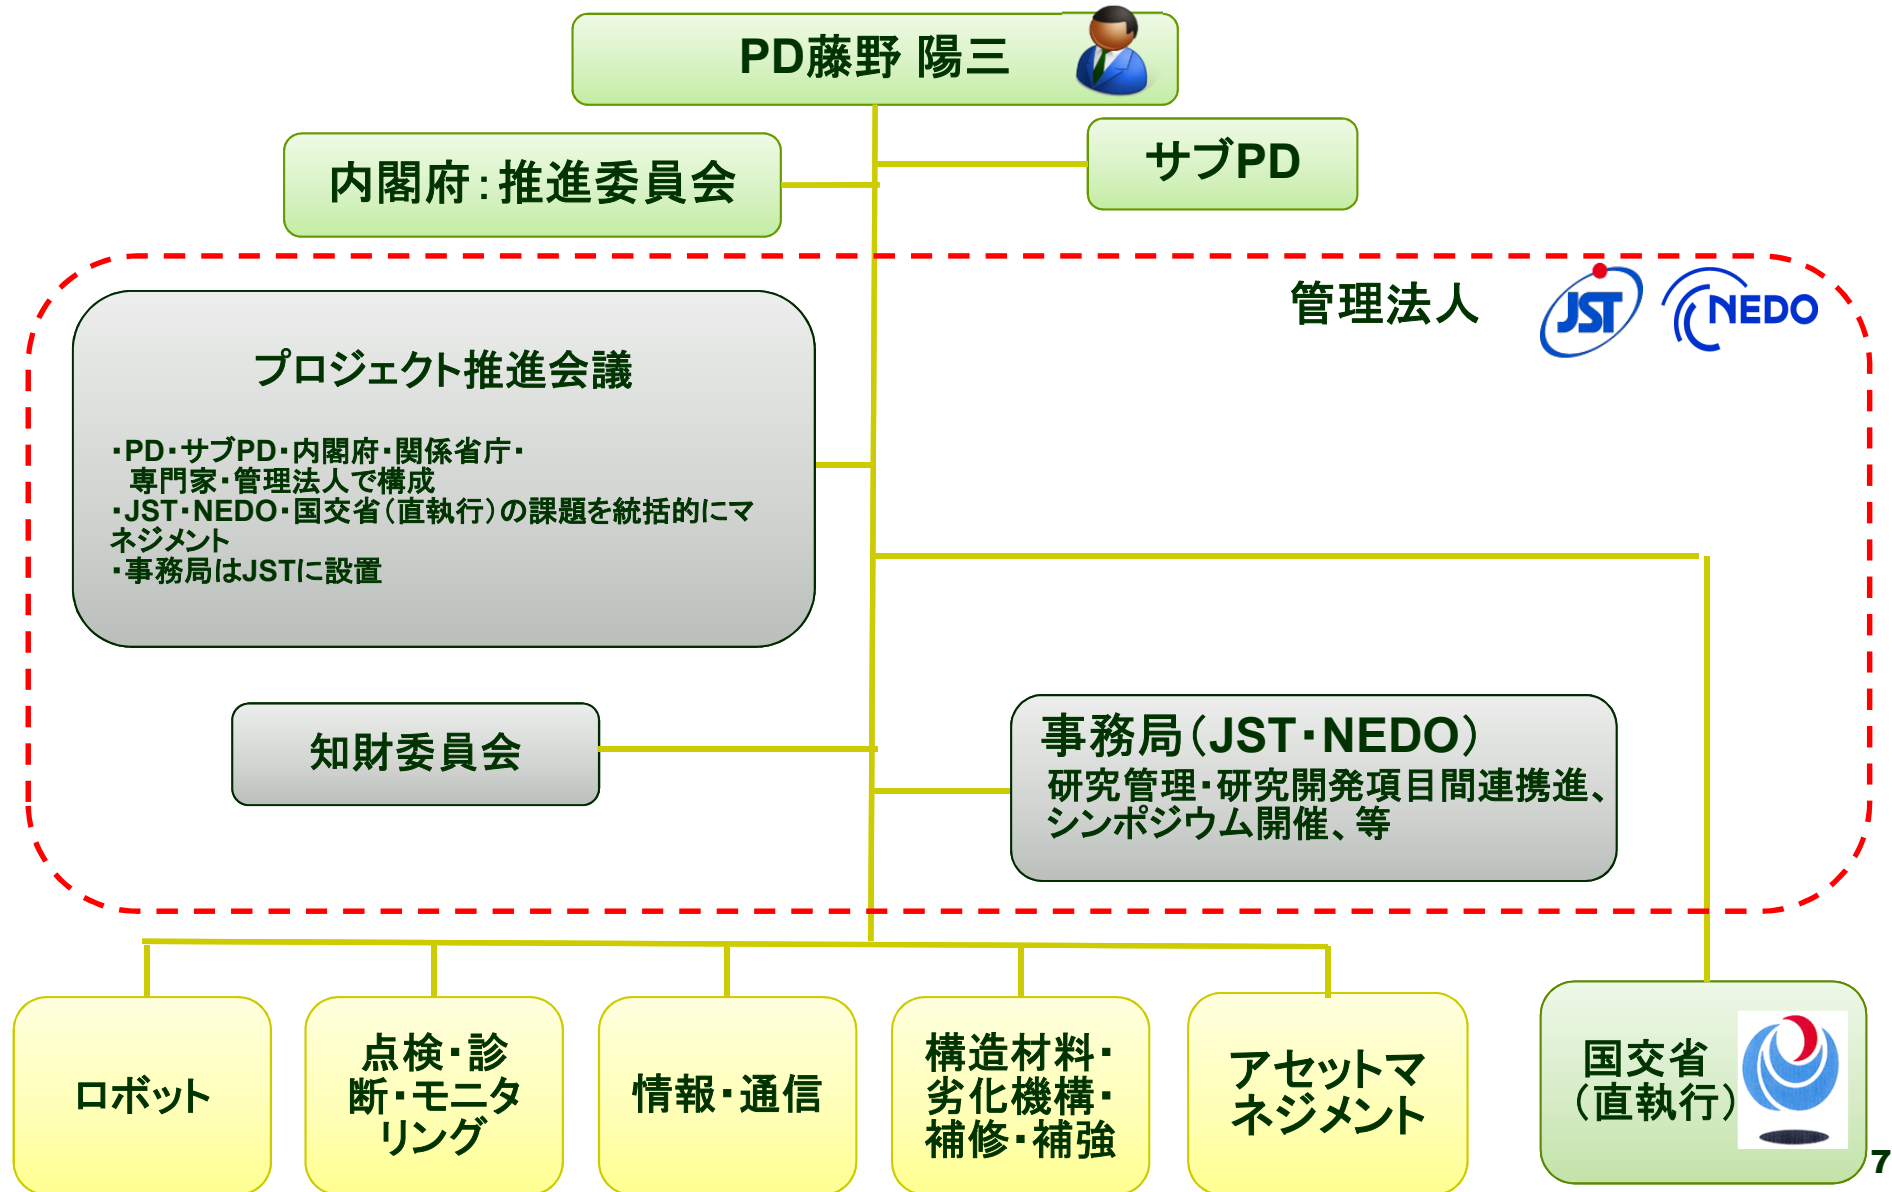 PD藤野 陽三
サブPD
内閣府：推進委員会
管理法人
JST
NEDO
プロジェクト推進会議
・PD・サブPD・内閣府・関係省庁・
専門家・管理法人で構成
・JST・NEDO・国交省（直執行）の課題を統括的にマ
ネジメント
・事務局はJSTに設置
知財委員会
事務局（JST・NEDO）
研究管理・研究開発項目間連携進、
シンポジウム開催、等
ロボット
点検・診
断・モニタ
リング
情報・通信
構造材料・
劣化機構・
補修・補強
アセットマ
ネジメント
国交省
（直執行）
7